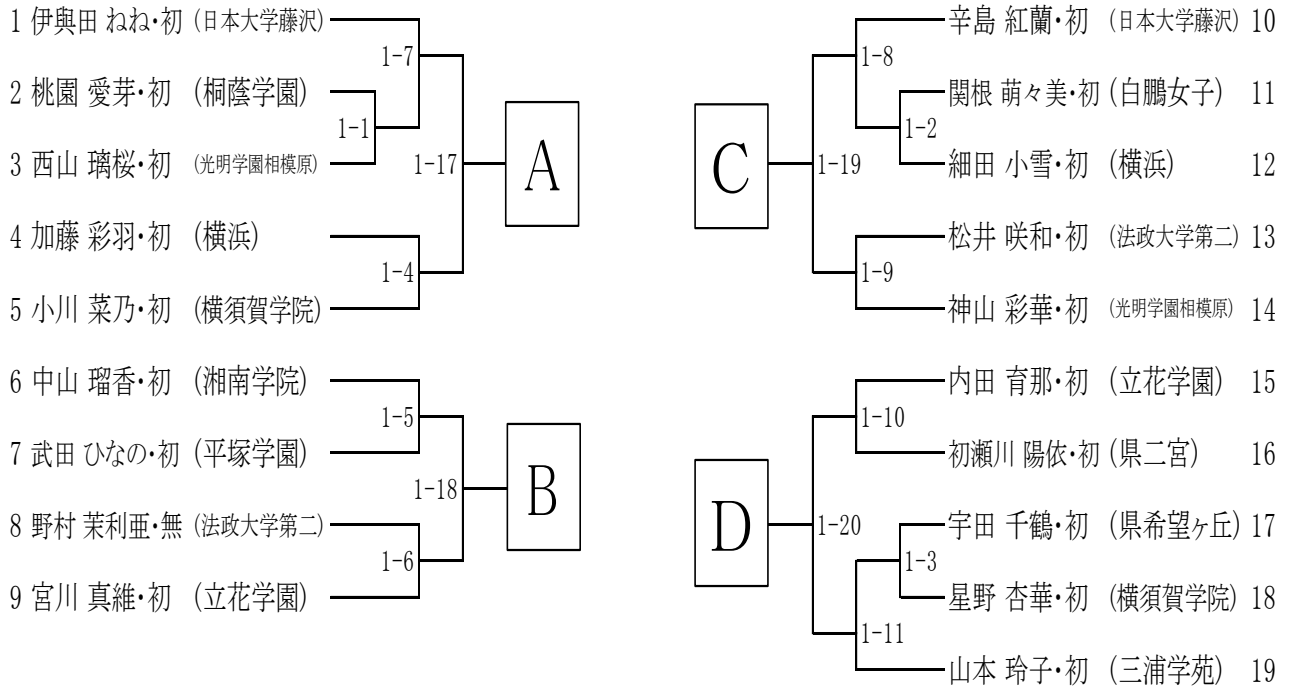 1 伊與田 ねね・初 (日本大学藤沢)
1-7
2 桃園 愛芽・初 (桐蔭学園)
1-1
3 西山 璃桜・初 (光明学園相模原)
1-17
A
4 加藤 彩羽・初 (横浜)
1-4
5 小川 菜乃・初 (横須賀学院)
6 中山 瑠香・初 (湘南学院)
1-5
7 武田 ひなの・初 (平塚学園)
1-18
B
8 野村 茉利亜・無 (法政大学第二)
1-6
9 宮川 真維・初 (立花学園)
辛島 紅蘭・初 (日本大学藤沢) 10
1-8
関根 萌々美・初 (白鵬女子) 11
1-2
C
1-19
細田 小雪・初 (横浜) 12
松井 咲和・初 (法政大学第二) 13
1-9
神山 彩華・初 (光明学園相模原) 14
内田 育那・初 (立花学園) 15
1-10
初瀬川 陽依・初 (県二宮) 16
D
1-20
宇田 千鶴・初 (県希望ヶ丘) 17
1-3
星野 杏華・初 (横須賀学院) 18
1-11
山本 玲子・初 (三浦学苑) 19